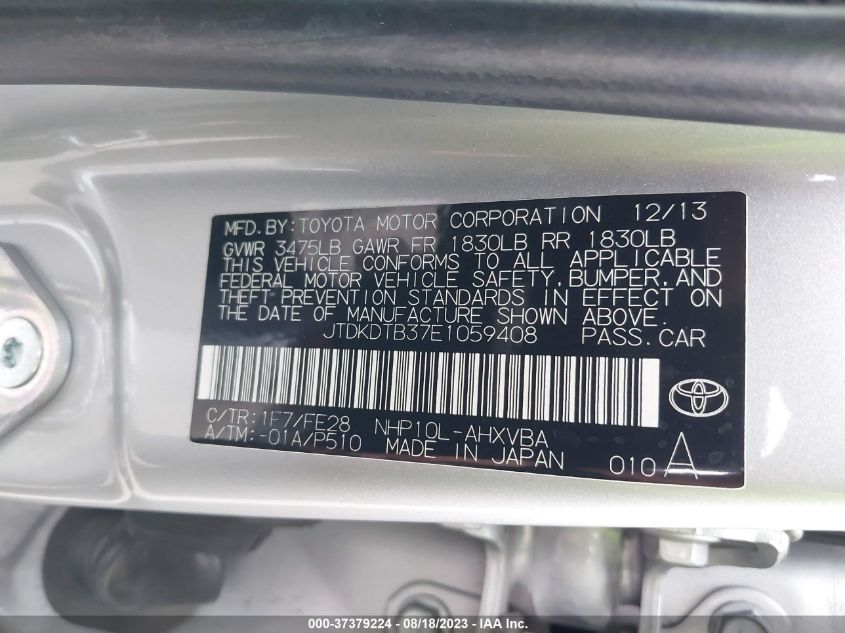 MFD.BY:TOYOTA MOTOR CORPORATION 12/13
GVWR 3475LB GAWR FR 1830LB RR 1830LB
THIS VEHICLE CONFORMS TO ALL APPLICABLE
FEDERAL MOTOR VEHICLE SAFETY,BUMPER,AND
THEFT PREVENTION STANDARDS IN EFFECT ON
THE DATE OF MANUFACTURE SHOWN ABOVE.
JTDKDTB37E1059408 PASS.CAR
C/TR:1F7/FE28 NHP10L-AHXVBA
A/TM:-01A/P510 MADE IN JAPAN 010A
000-37379224 - 08/18/2023 - IAA Inc.